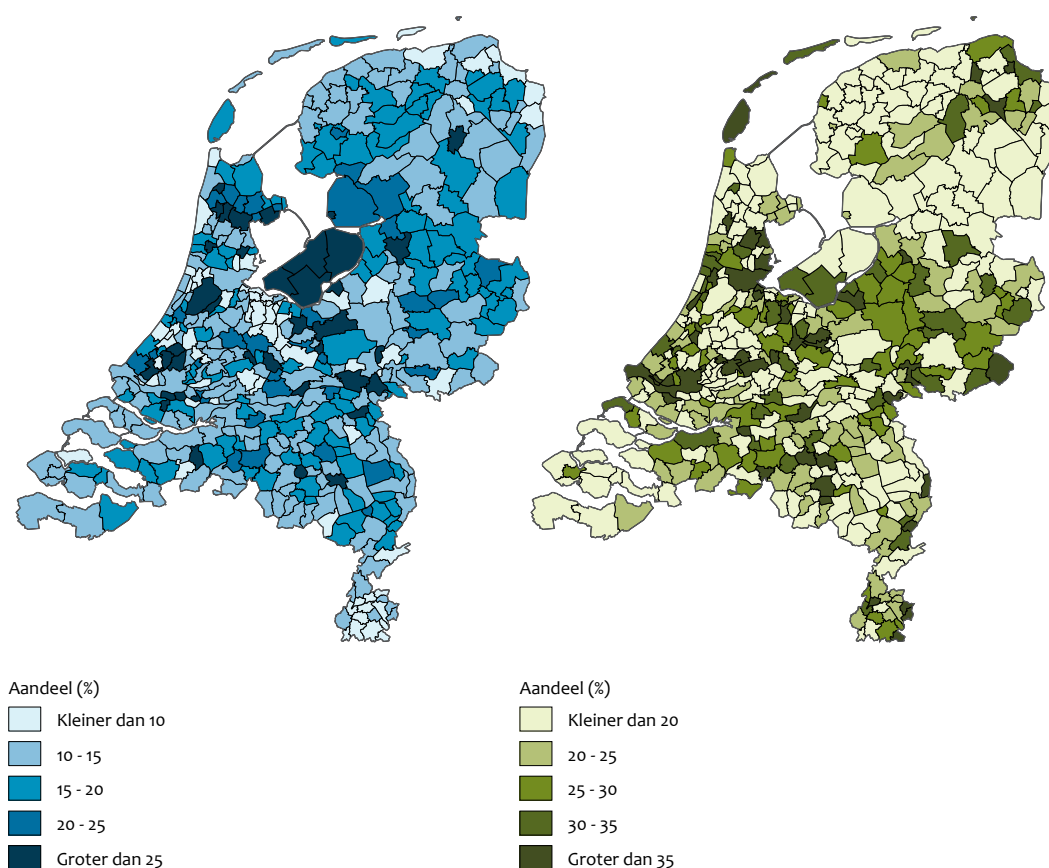 Aandeel (%)
Kleiner dan 10
10 - 15
15 - 20
20 - 25
Groter dan 25
Aandeel (%)
Kleiner dan 20
20 - 25
25 - 30
30 - 35
Groter dan 35